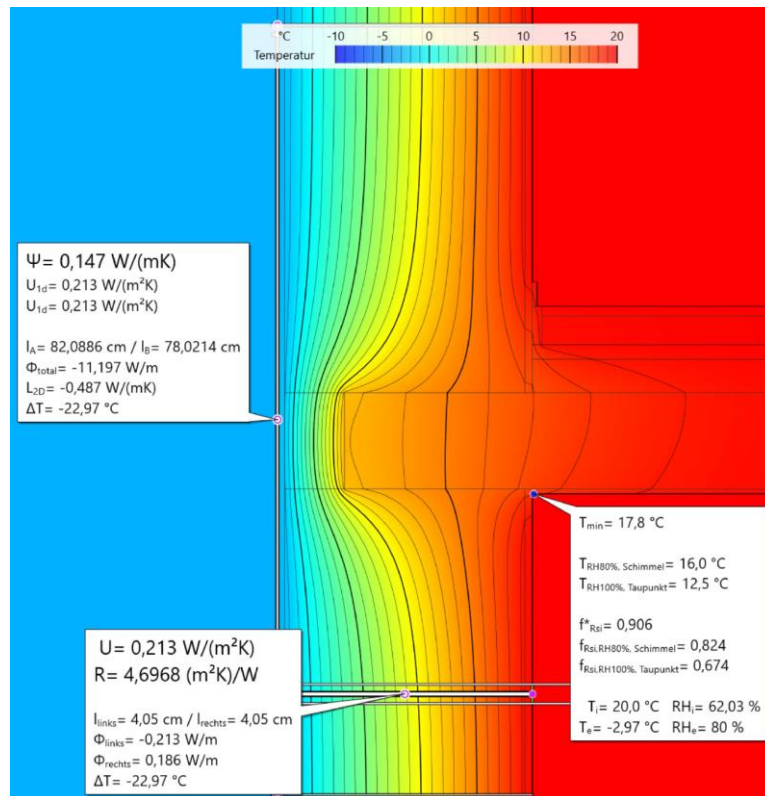 °C -10 -5 0 5 10 15 20
Temperatur
Ψ= 0,147 W/(mK)
U1d= 0,213 W/(m²K)
U1d= 0,213 W/(m²K)
lA= 82,0886 cm / lB= 78,0214 cm
Φtotal= -11,197 W/m
L2D= -0,487 W/(mK)
ΔT= -22,97 °C
Tmin= 17,8 °C
TRH80%, Schimmel= 16,0 °C
TRH100%, Taupunkt= 12,5 °C
f*Rsi= 0,906
fRsi,RH80%, Schimmel= 0,824
fRsi,RH100%, Taupunkt= 0,674
Ti= 20,0 °C RHi= 62,03 %
Te= -2,97 °C RHe= 80 %
U= 0,213 W/(m²K)
R= 4,6968 (m²K)/W
llinks= 4,05 cm / lrechts= 4,05 cm
Φlinks= -0,213 W/m
Φrechts= 0,186 W/m
ΔT= -22,97 °C